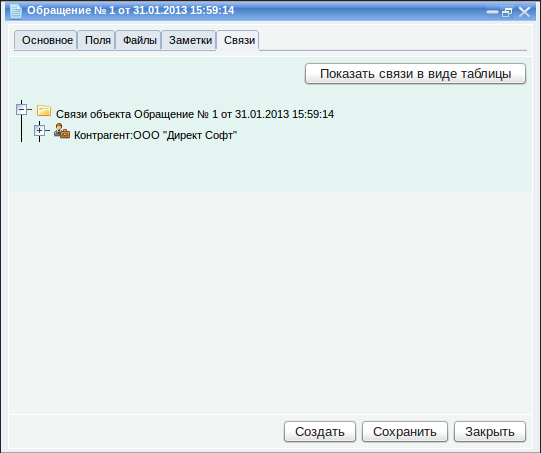 Обращение № 1 от 31.01.2013 15:59:14
Основное Поля Файлы Заметки Связи
Показать связи в виде таблицы
Связи объекта Обращение № 1 от 31.01.2013 15:59:14
Контрагент:ООО "Директ Софт"
Создать Сохранить Закрыть